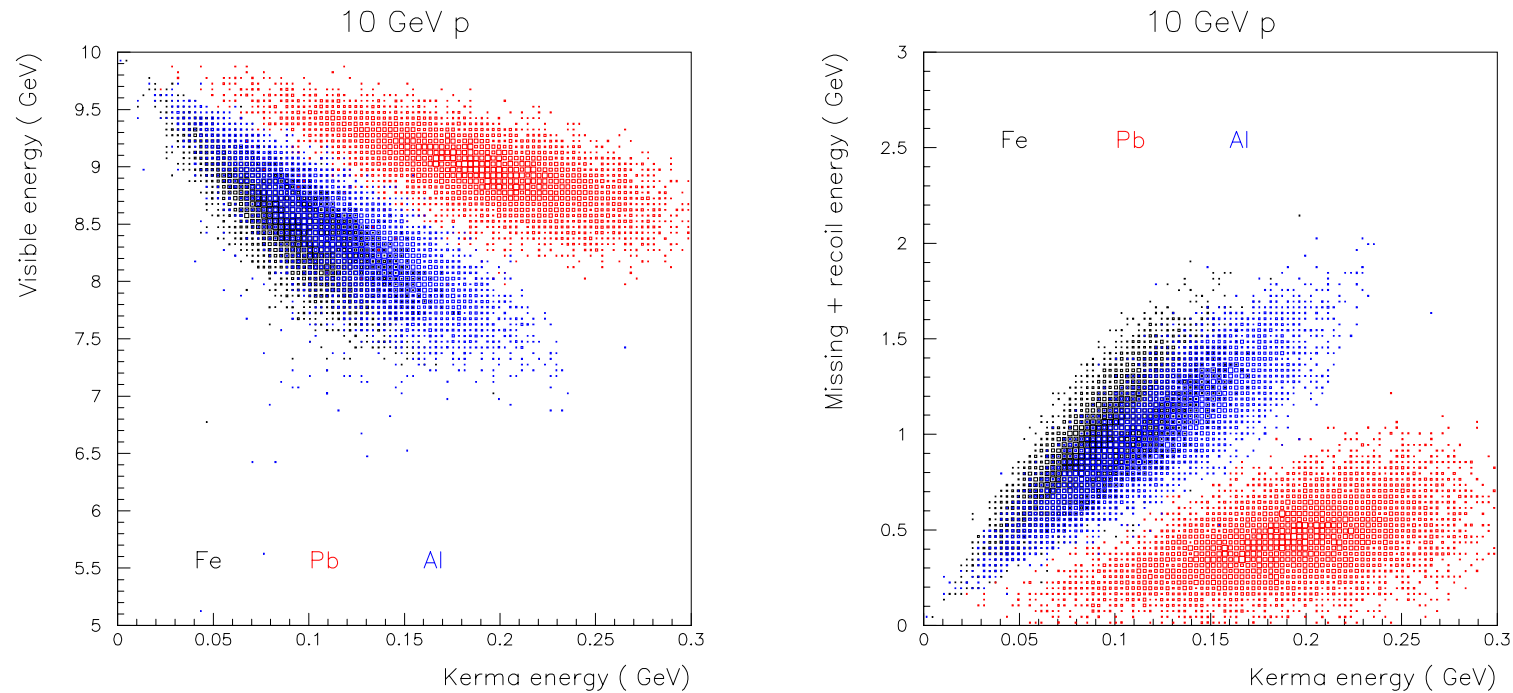 10 GeV p
Visible energy ( GeV)
10
9.5
9
8.5
8
7.5
7
6.5
6
5.5
5
Fe Pb Al
0 0.05 0.1 0.15 0.2 0.25 0.3
Kerma energy ( GeV)
10 GeV p
Missing + recoil energy ( GeV)
3
2.5
2
1.5
1
0.5
0
Fe Pb Al
0 0.05 0.1 0.15 0.2 0.25 0.3
Kerma energy ( GeV)